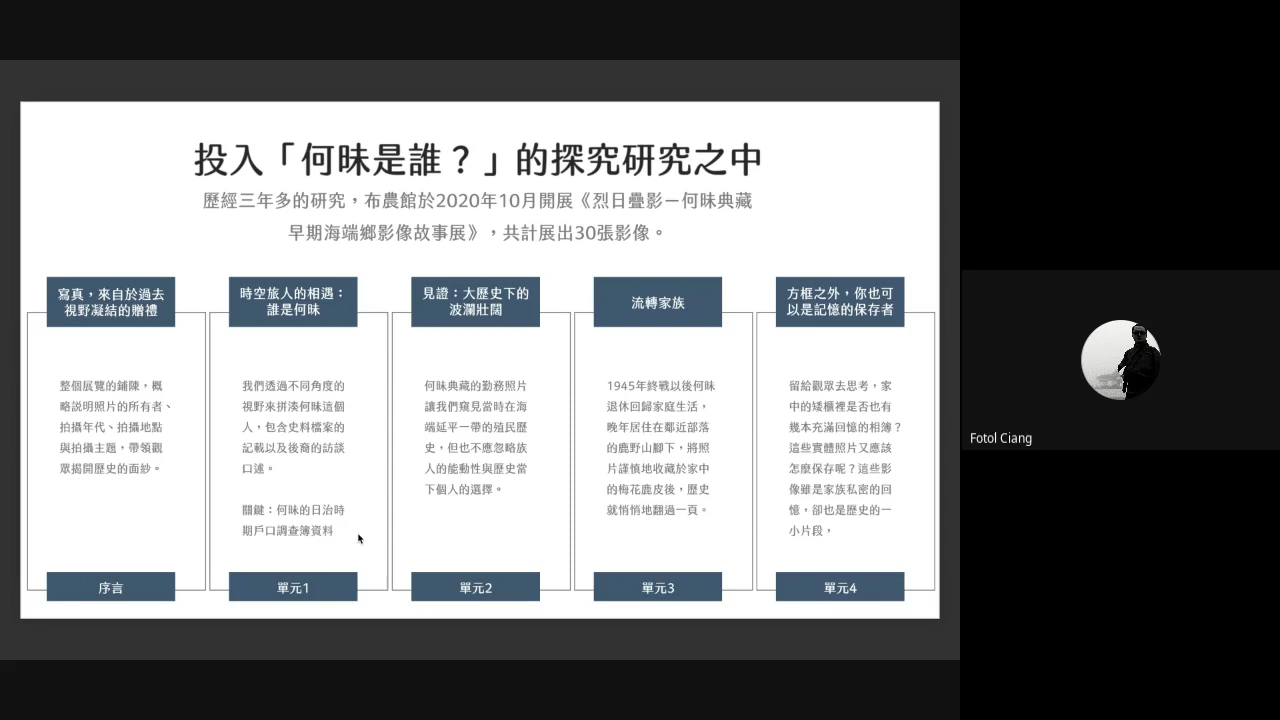 投入「何昧是誰？」的探究研究之中
歷經三年多的研究，布農館於2020年10月開展《烈日疊影－何昧典藏
早期海端鄉影像故事展》，共計展出30張影像。
寫真，來自於過去
視野凝結的贈禮
整個展覽的鋪陳，概
略説明照片的所有者、
拍攝年代、拍攝地點
與拍攝主題，帶領觀
眾揭開歷史的面紗。
序言
時空旅人的相遇：
誰是何昧
我們透過不同角度的
視野來拼湊何昧這個
人，包含史料檔案的
記載以及後裔的訪談
口述。
關鍵：何昧的日治時
期戶口調查簿資料
單元1
見證：大歷史下的
波瀾壯闊
何昧典藏的勤務照片
讓我們窺見當時在海
端延平一帶的殖民歷
史，但也不應忽略族
人的能動性與歷史當
下個人的選擇。
單元2
流轉家族
1945年終戰以後何昧
退休回歸家庭生活，
晚年居住在鄰近部落
的鹿野山腳下，將照
片謹慎地收藏於家中
的梅花鹿皮後，歷史
就悄悄地翻過一頁。
單元3
方框之外，你也可
以是記憶的保存者
留給觀眾去思考，家
中的矮櫃裡是否也有
幾本充滿回憶的相簿？
這些實體照片又應該
怎麼保存呢？這些影
像雖是家族私密的回
憶，卻也是歷史的一
小片段，
單元4
Fotol Ciang